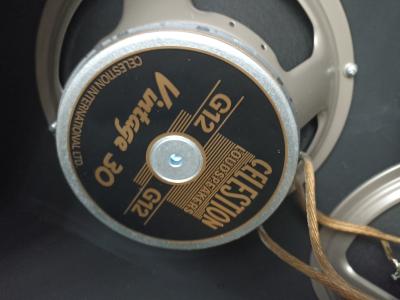 CELESTION
LOUDSPEAKERS
G12
G12
Vintage 30
CELESTION INTERNATIONAL LTD.